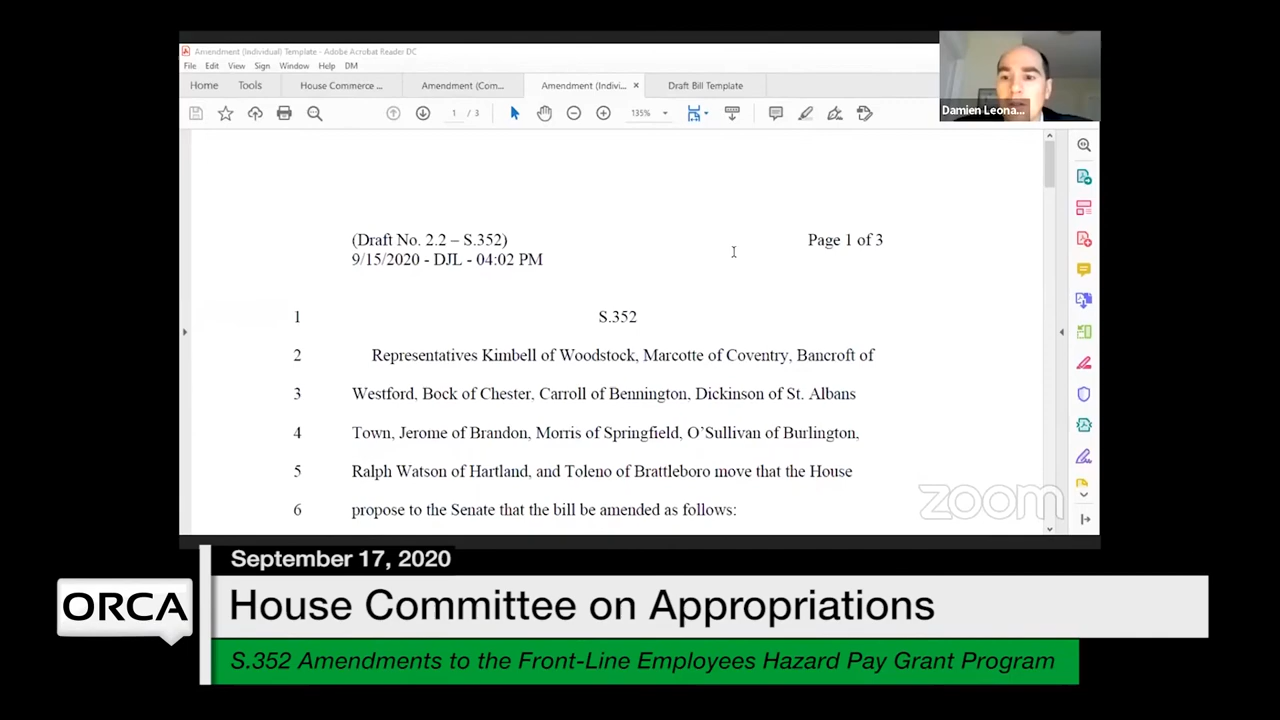 Amendment (Individual) Template - Adobe Acrobat Reader DC
File Edit View Sign Window Help DM
Home Tools House Commerce ... Amendment (Com... Amendment (Indivi... × Draft Bill Template
1 / 3 135%
Damien Leona...
(Draft No. 2.2 – S.352) Page 1 of 3
9/15/2020 - DJL - 04:02 PM
1 S.352
2 Representatives Kimbell of Woodstock, Marcotte of Coventry, Bancroft of
3 Westford, Bock of Chester, Carroll of Bennington, Dickinson of St. Albans
4 Town, Jerome of Brandon, Morris of Springfield, O’Sullivan of Burlington,
5 Ralph Watson of Hartland, and Toleno of Brattleboro move that the House
6 propose to the Senate that the bill be amended as follows:
zoom
September 17, 2020
ORCA
House Committee on Appropriations
S.352 Amendments to the Front-Line Employees Hazard Pay Grant Program